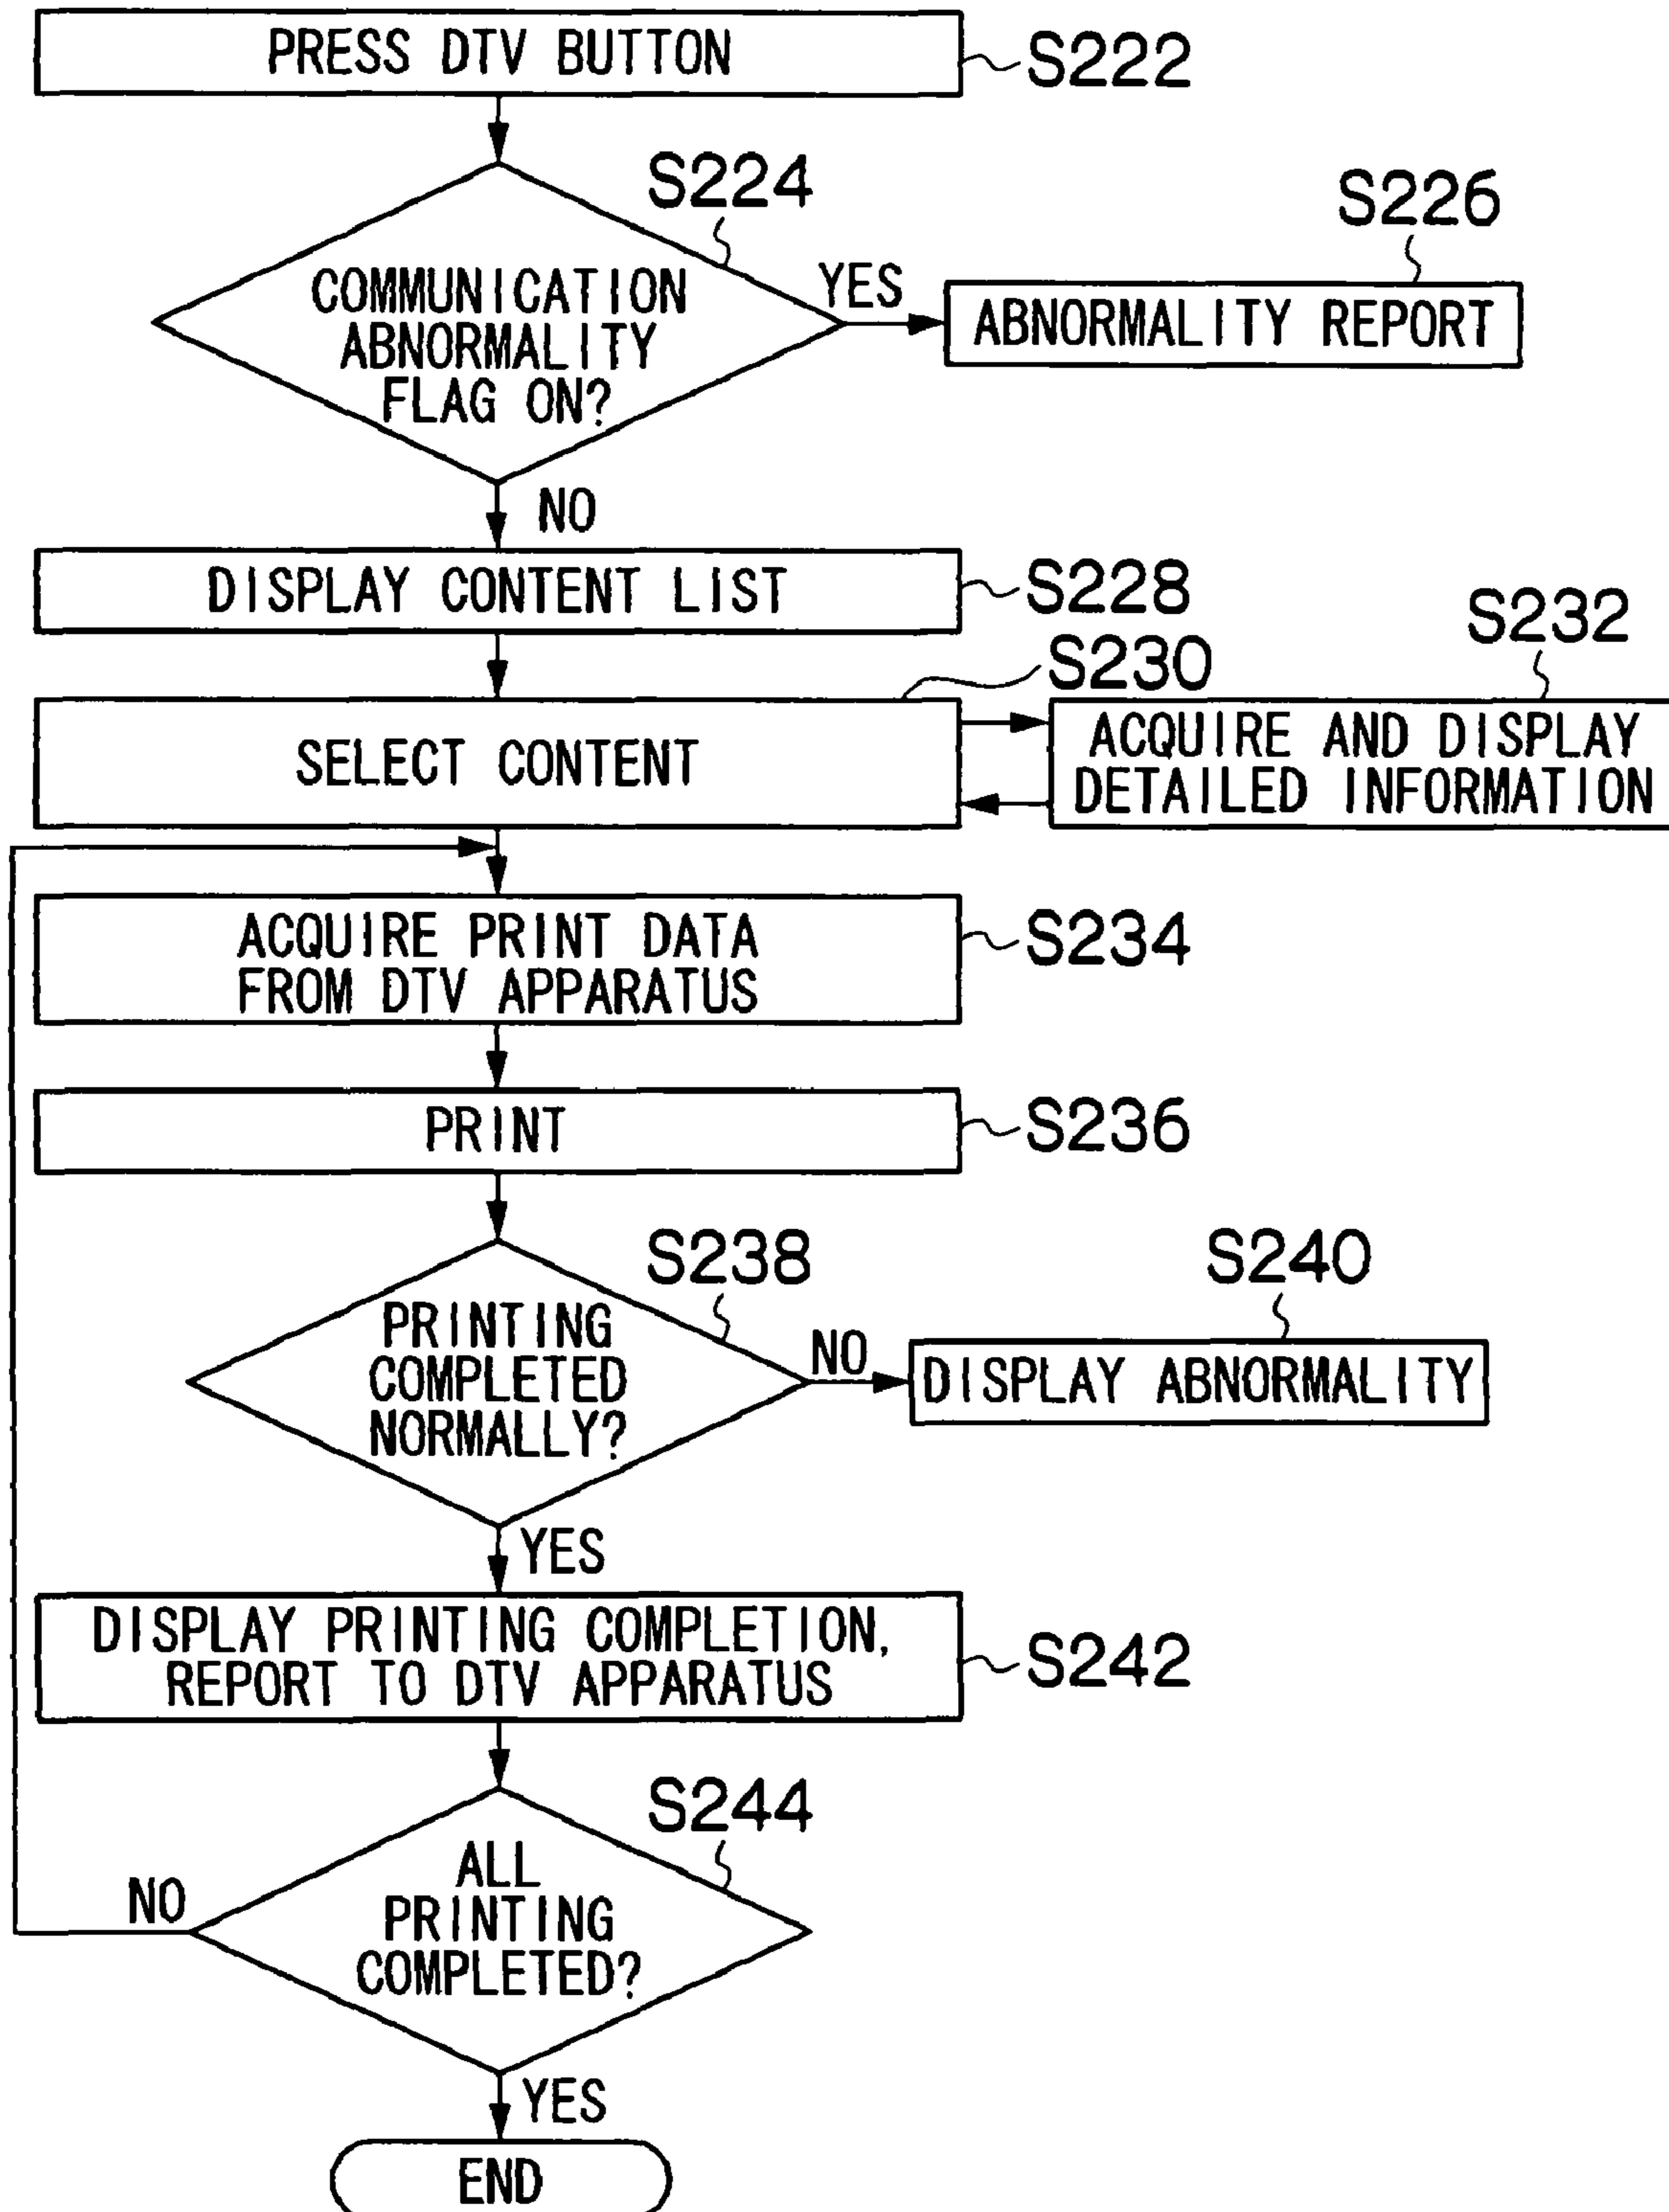 PRESS DTV BUTTON
S222
S224
COMMUNICATION
ABNORMALITY
FLAG ON?
YES
S226
ABNORMALITY REPORT
NO
DISPLAY CONTENT LIST
S228
S230
SELECT CONTENT
S232
ACQUIRE AND DISPLAY
DETAILED INFORMATION
ACQUIRE PRINT DATA
FROM DTV APPARATUS
S234
PRINT
S236
S238
PRINTING
COMPLETED
NORMALLY?
NO
S240
DISPLAY ABNORMALITY
YES
DISPLAY PRINTING COMPLETION,
REPORT TO DTV APPARATUS
S242
S244
ALL
PRINTING
COMPLETED?
NO
YES
END